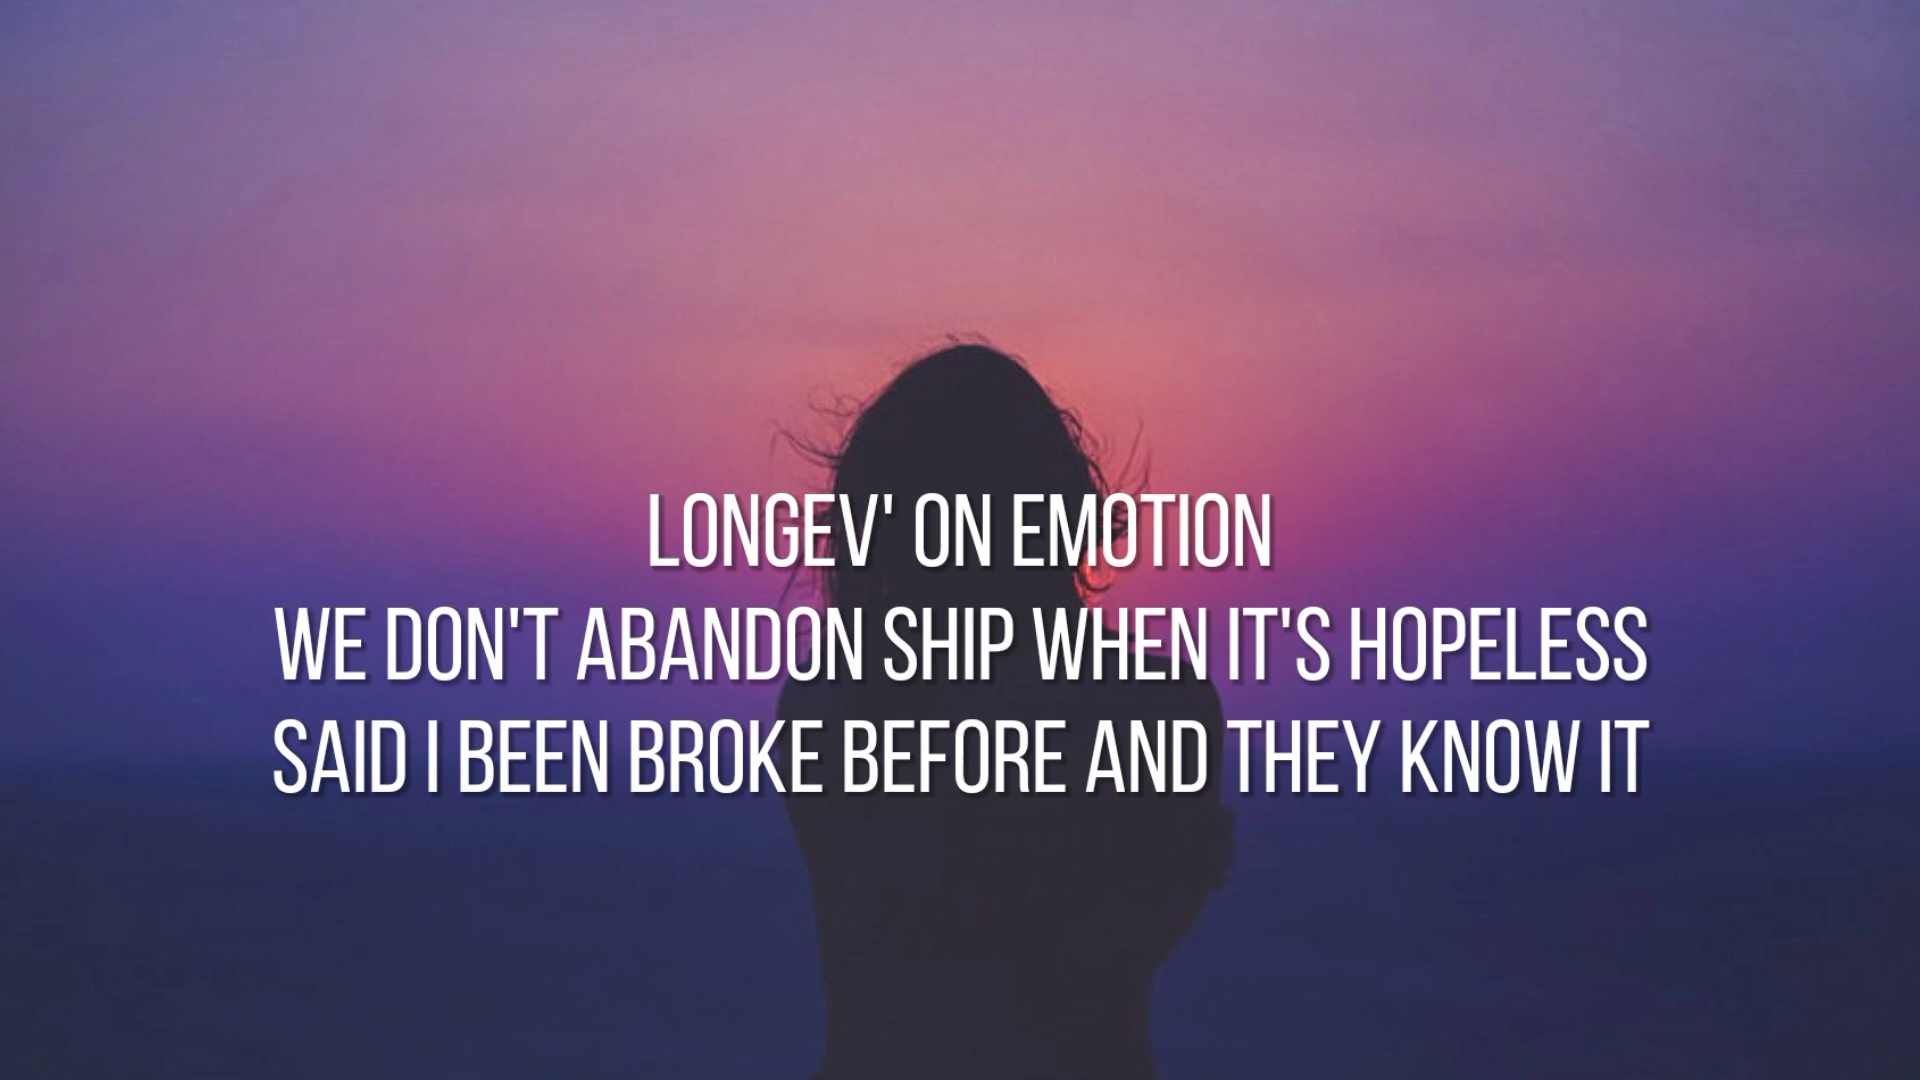 LONGEV' ON EMOTION
WE DON'T ABANDON SHIP WHEN IT'S HOPELESS
SAID I BEEN BROKE BEFORE AND THEY KNOW IT